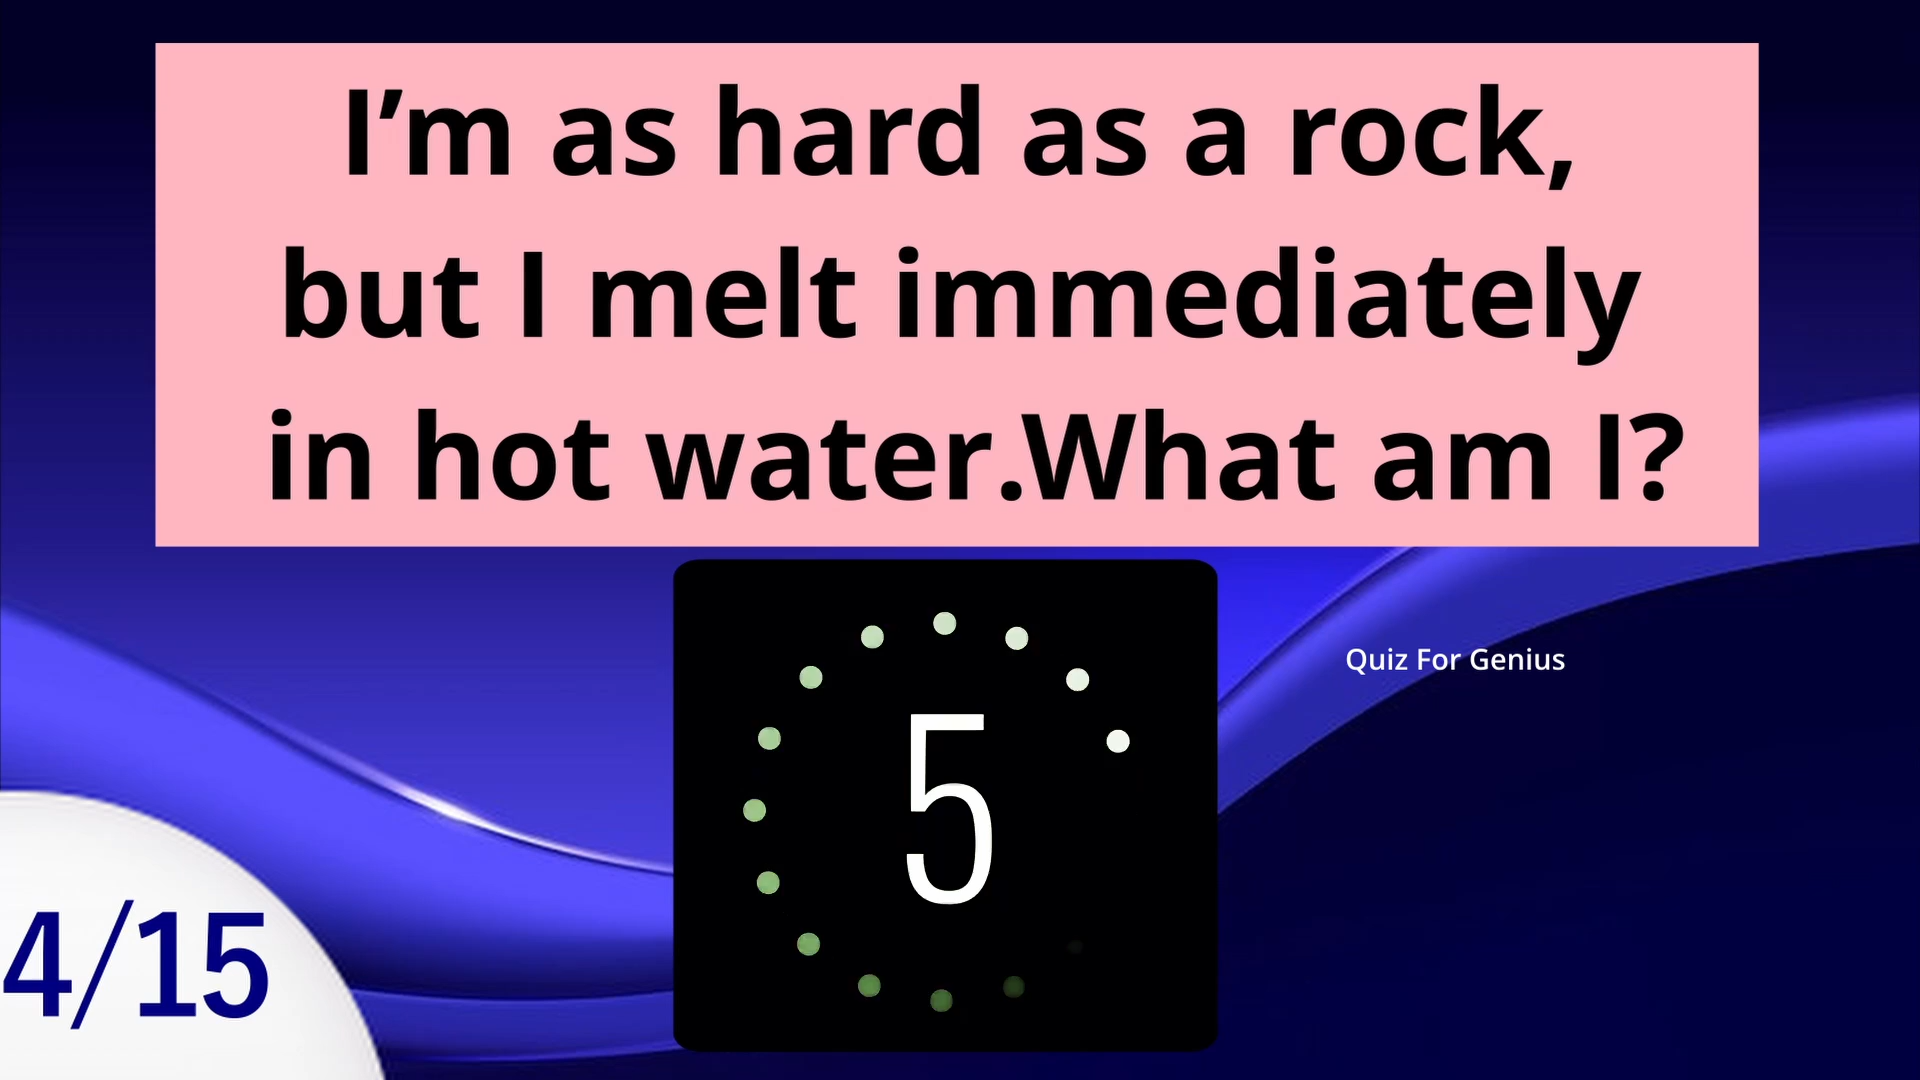 I’m as hard as a rock,
but I melt immediately
in hot water.What am I?
5
Quiz For Genius
4/15